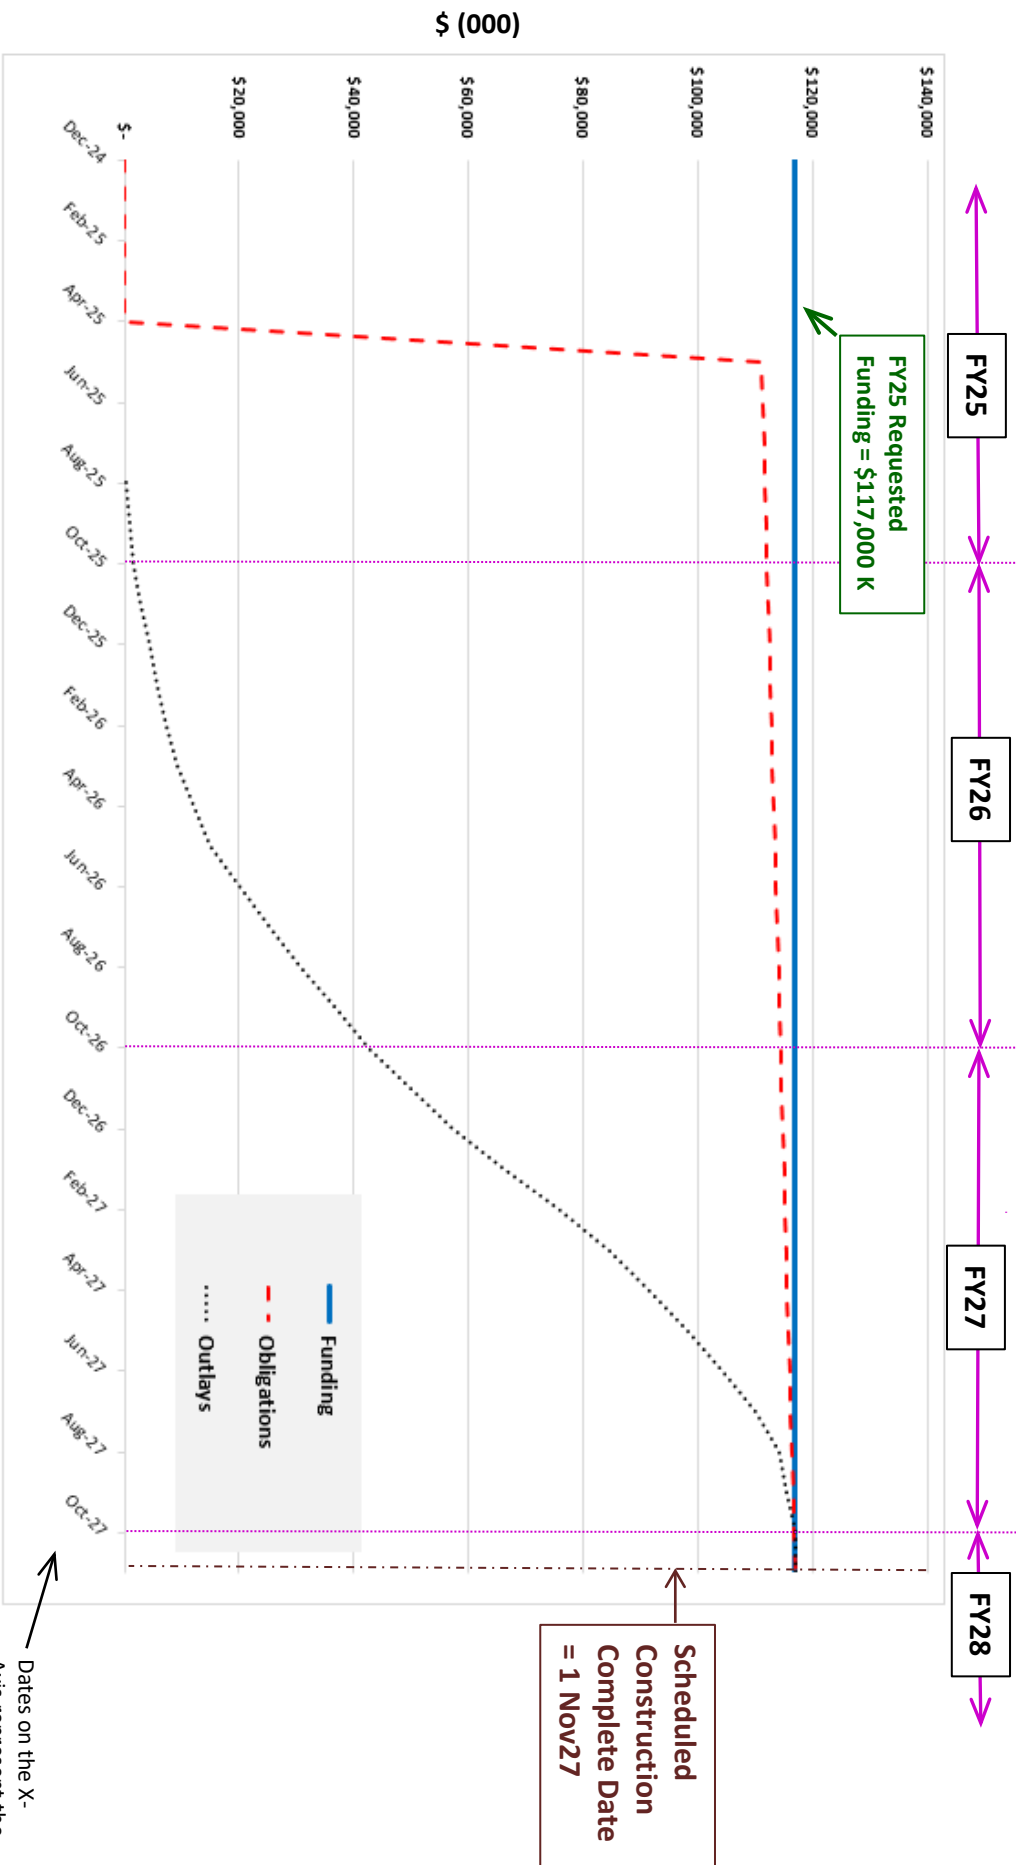 $ (000)
FY25
FY26
FY27
FY28
$140,000
$120,000
$100,000
$80,000
$60,000
$40,000
$20,000
$-
FY25 Requested
Funding = $117,000 K
Scheduled
Construction
Complete Date
= 1 Nov27
Funding
Obligations
Outlays
Dec-24
Feb-25
Apr-25
Jun-25
Aug-25
Oct-25
Dec-25
Feb-26
Apr-26
Jun-26
Aug-26
Oct-26
Dec-26
Feb-27
Apr-27
Jun-27
Aug-27
Oct-27
Dates on the X-
Axis represent the